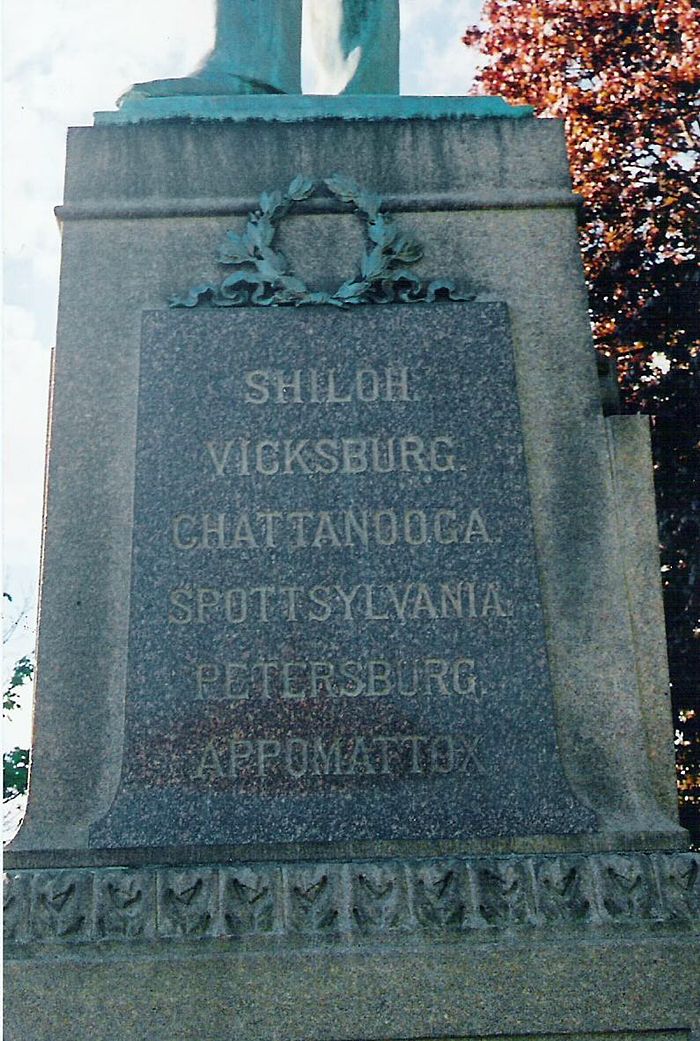 SHILOH.
VICKSBURG.
CHATTANOOGA.
SPOTTSYLVANIA.
PETERSBURG.
APPOMATTOX